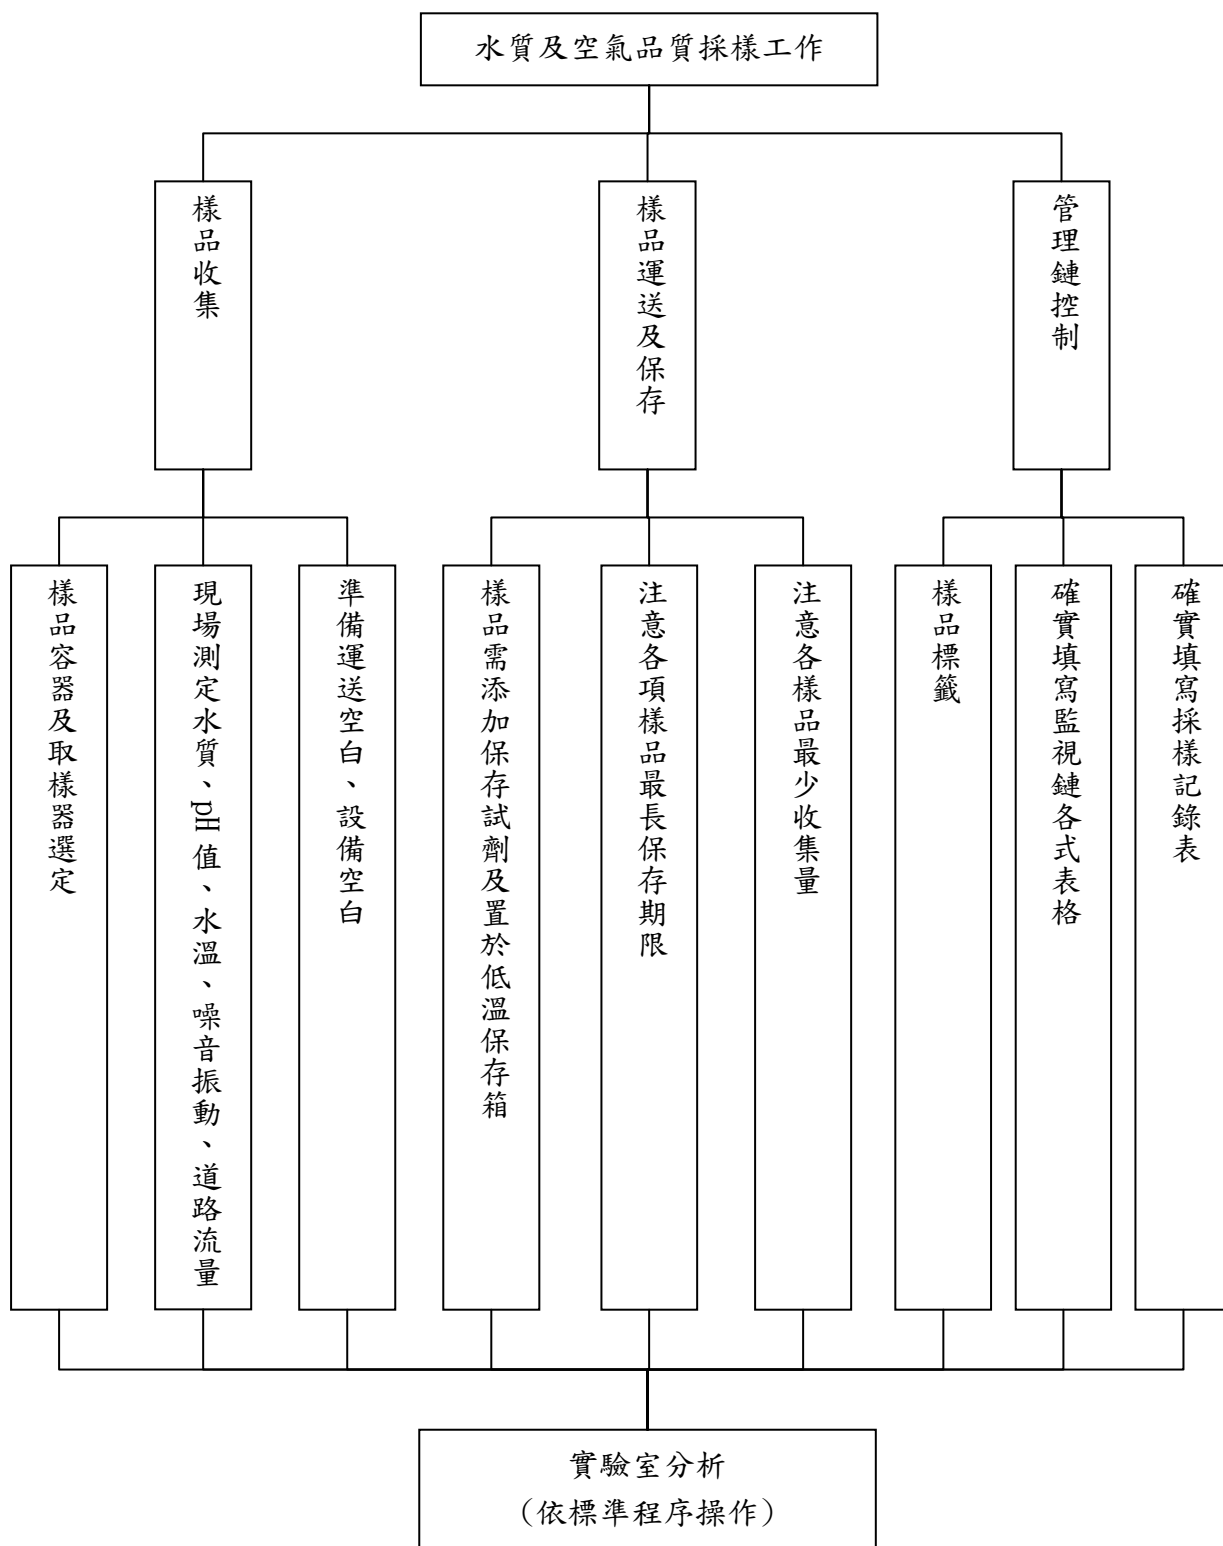 水質及空氣品質採樣工作
樣品收集
樣品運送及保存
管理鏈控制
樣品容器及取樣器選定
現場測定水質、pH值、水溫、噪音振動、道路流量
準備運送空白、設備空白
樣品需添加保存試劑及置於低溫保存箱
注意各項樣品最長保存期限
注意各樣品最少收集量
樣品標籤
確實填寫監視鏈各式表格
確實填寫採樣記錄表
實驗室分析
（依標準程序操作）